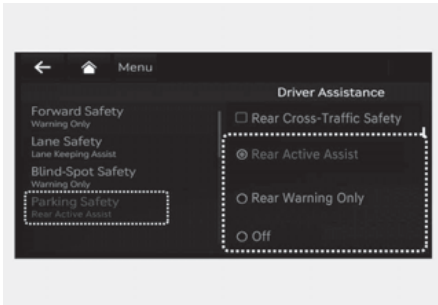 Menu
Driver Assistance
Forward Safety
Warning Only
Lane Safety
Lane Keeping Assist
Blind-Spot Safety
Warning Only
Parking Safety
Rear Active Assist
Rear Cross-Traffic Safety
Rear Active Assist
Rear Warning Only
Off